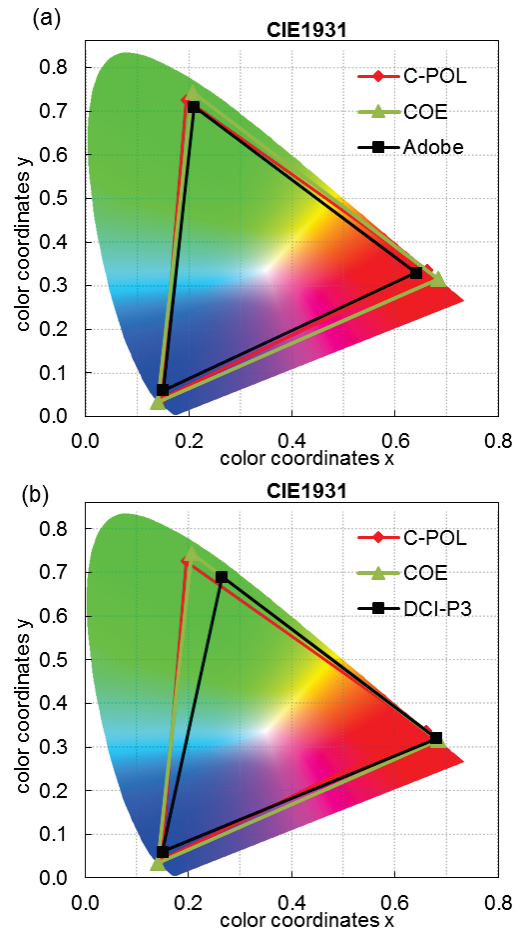 (a)
CIE1931
C-POL
COE
Adobe
color coordinates y
0.8
0.7
0.6
0.5
0.4
0.3
0.2
0.1
0.0
0.0 0.2 0.4 0.6 0.8
color coordinates x
(b)
CIE1931
C-POL
COE
DCI-P3
color coordinates y
0.8
0.7
0.6
0.5
0.4
0.3
0.2
0.1
0.0
0.0 0.2 0.4 0.6 0.8
color coordinates x